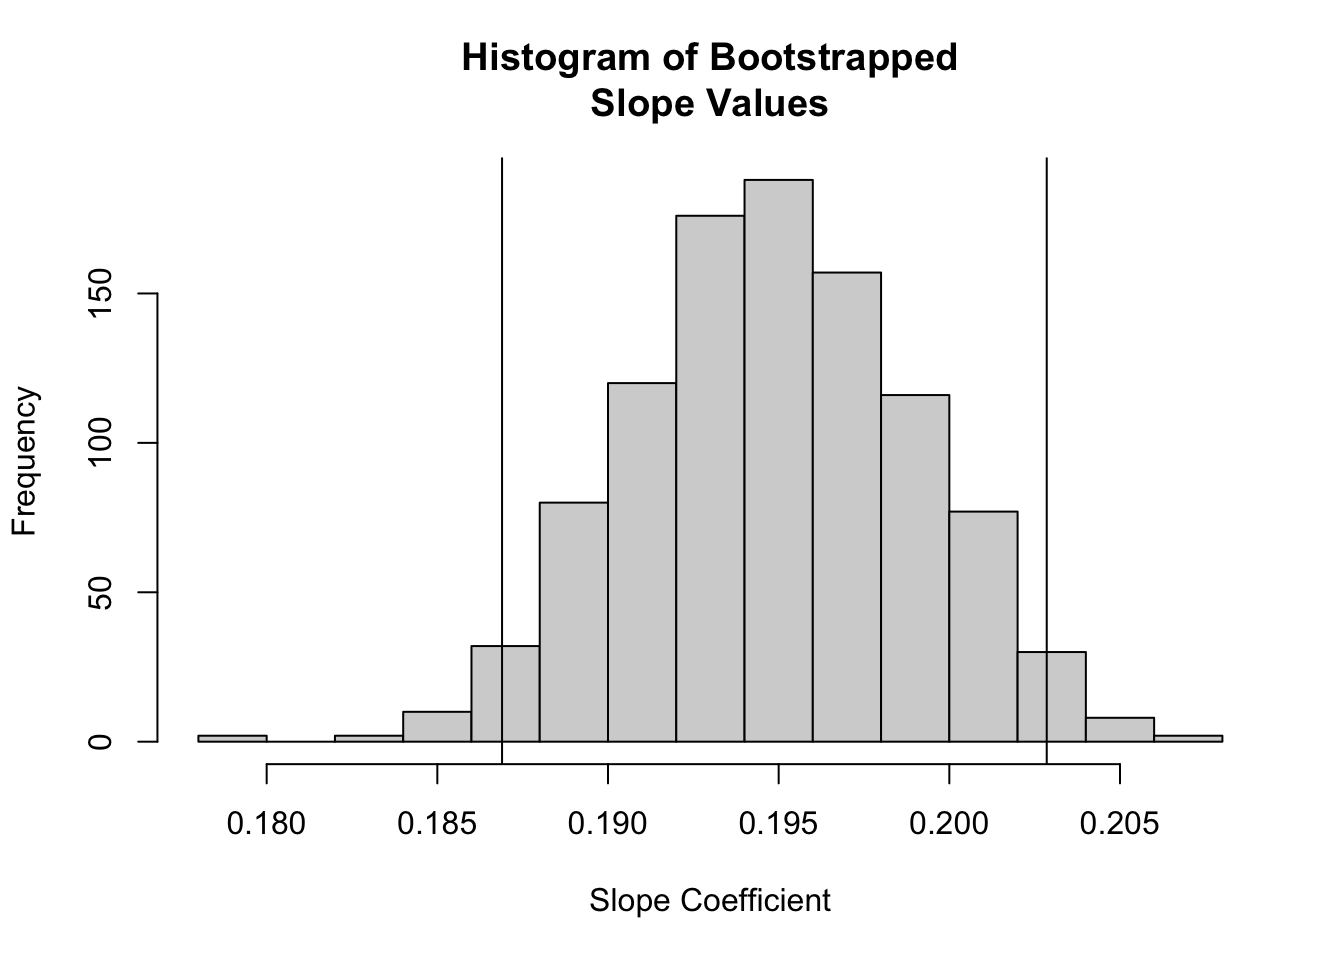 Histogram of Bootstrapped
Slope Values
Frequency
150
100
50
0
0.180 0.185 0.190 0.195 0.200 0.205
Slope Coefficient